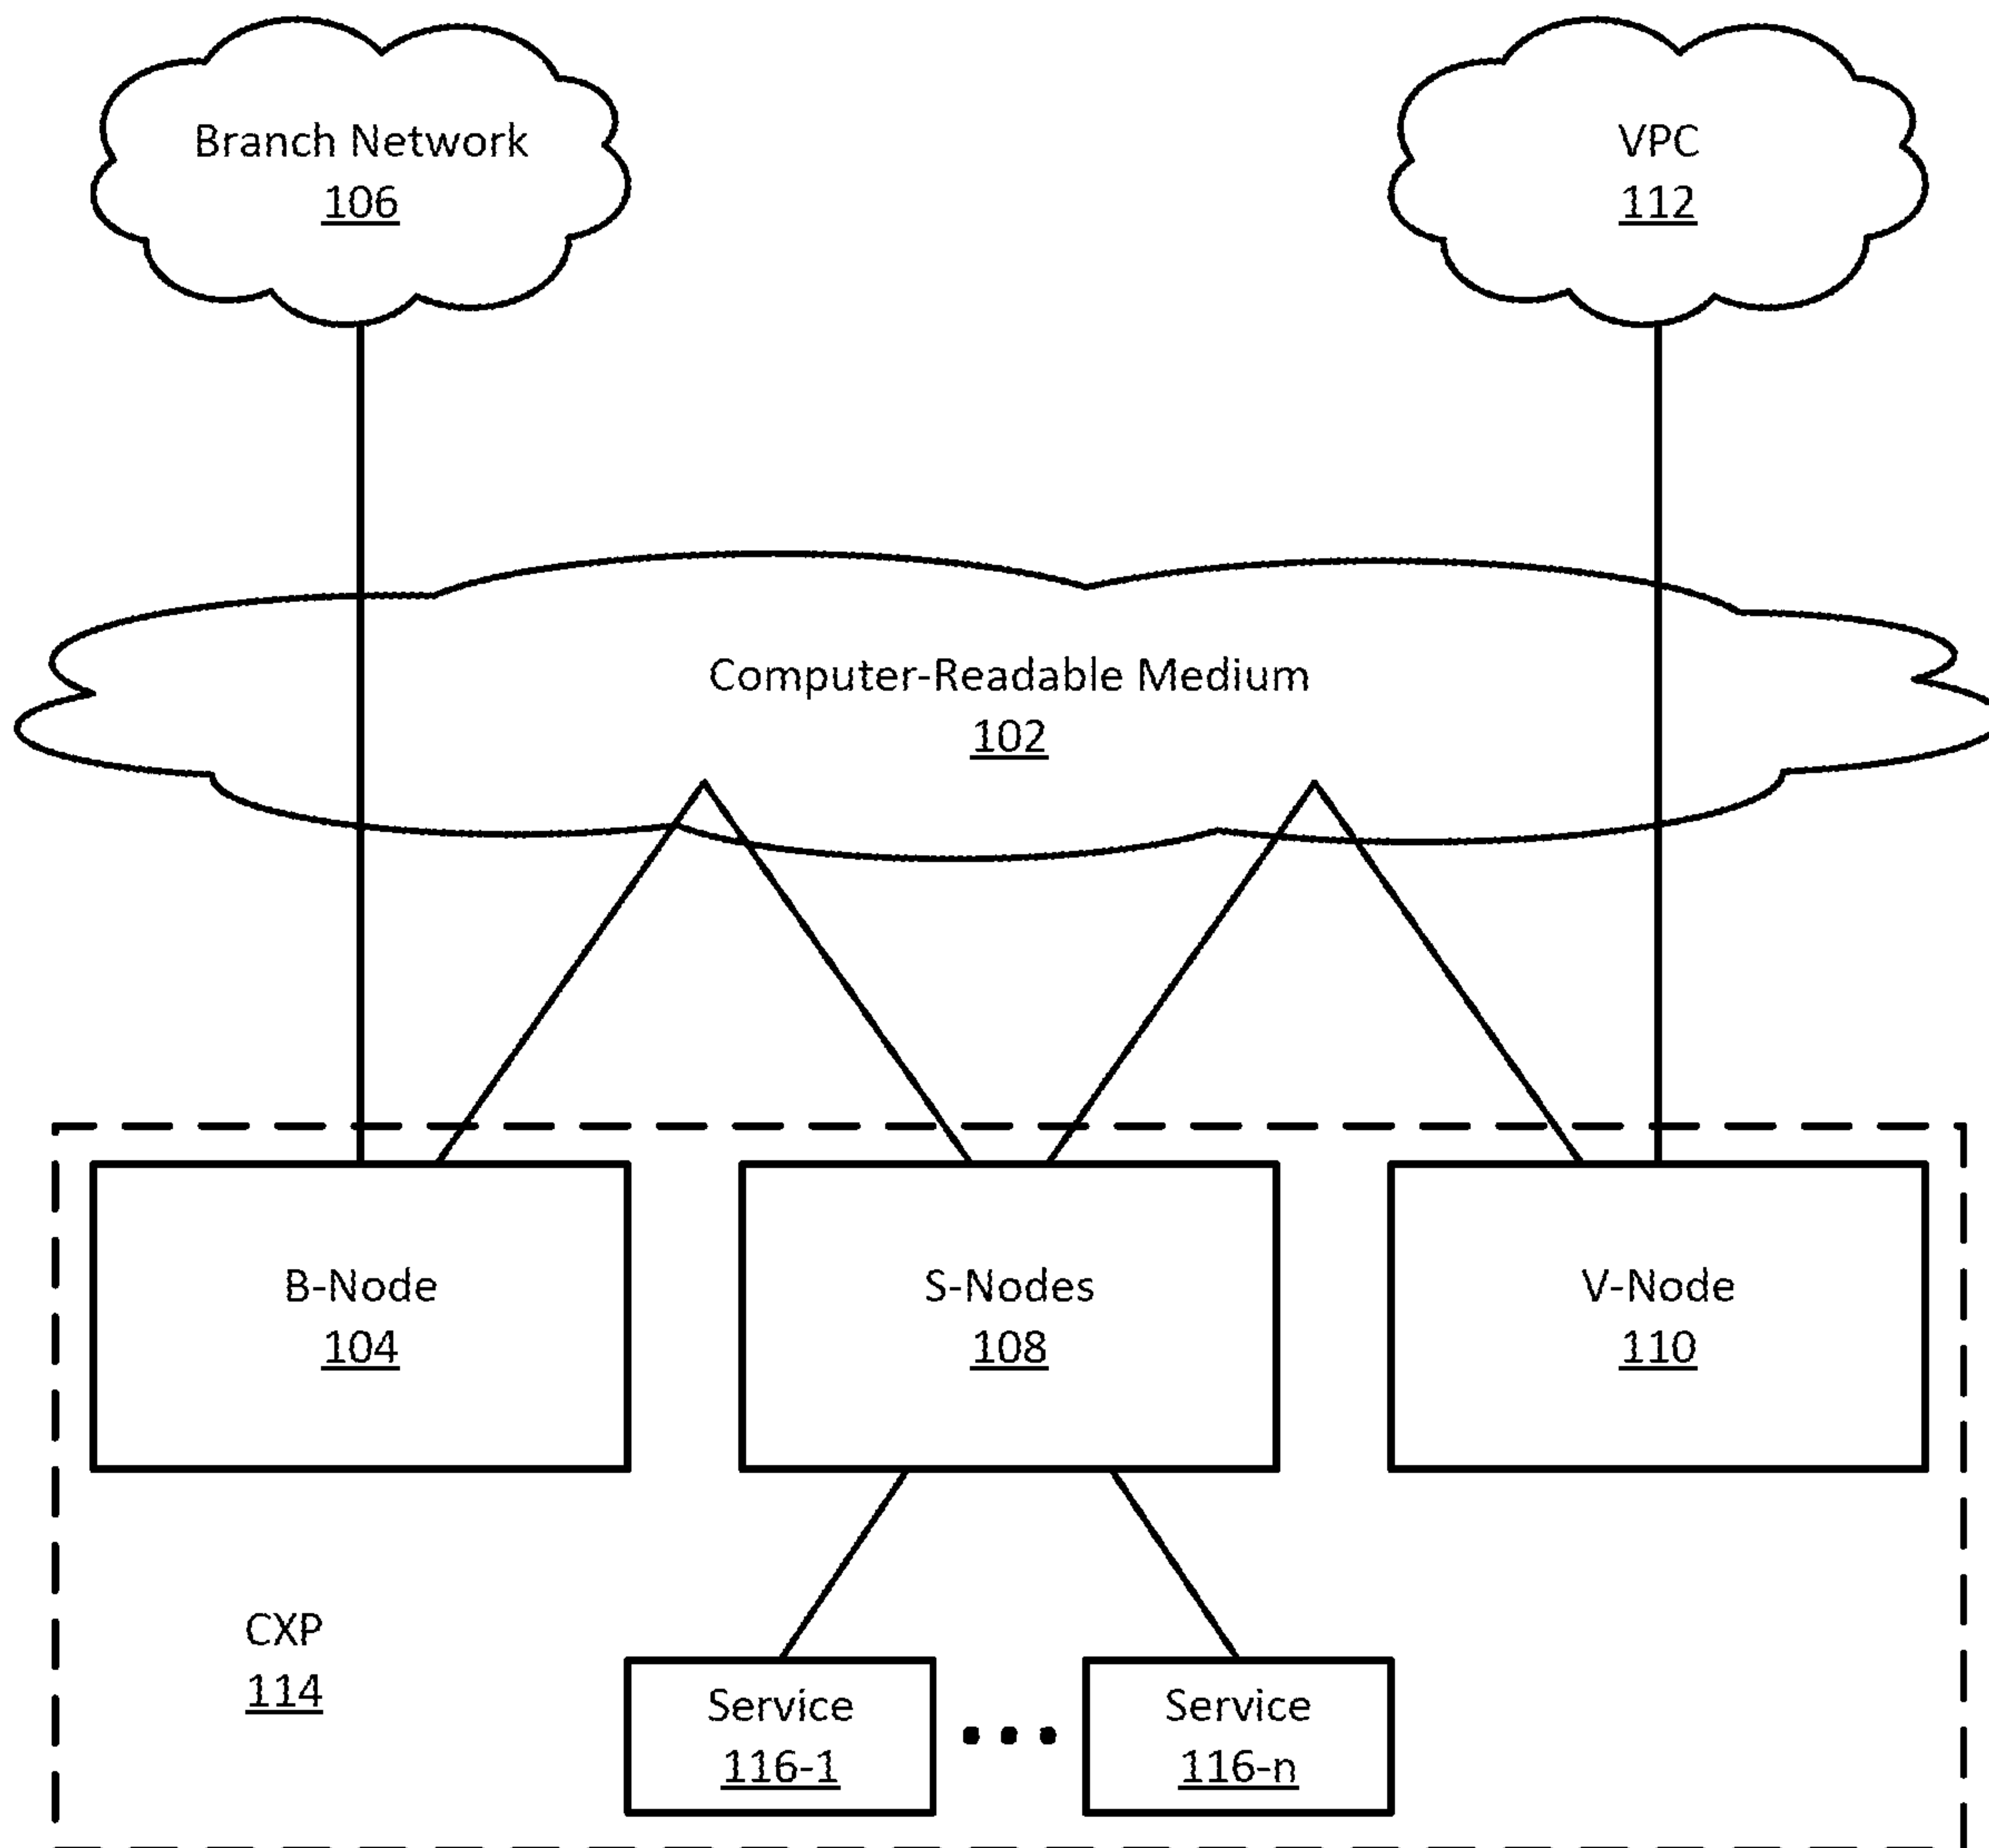 Branch Network
106
VPC
112
Computer-Readable Medium
102
B-Node
104
S-Nodes
108
V-Node
110
CXP
114
Service
116-1
Service
116-n